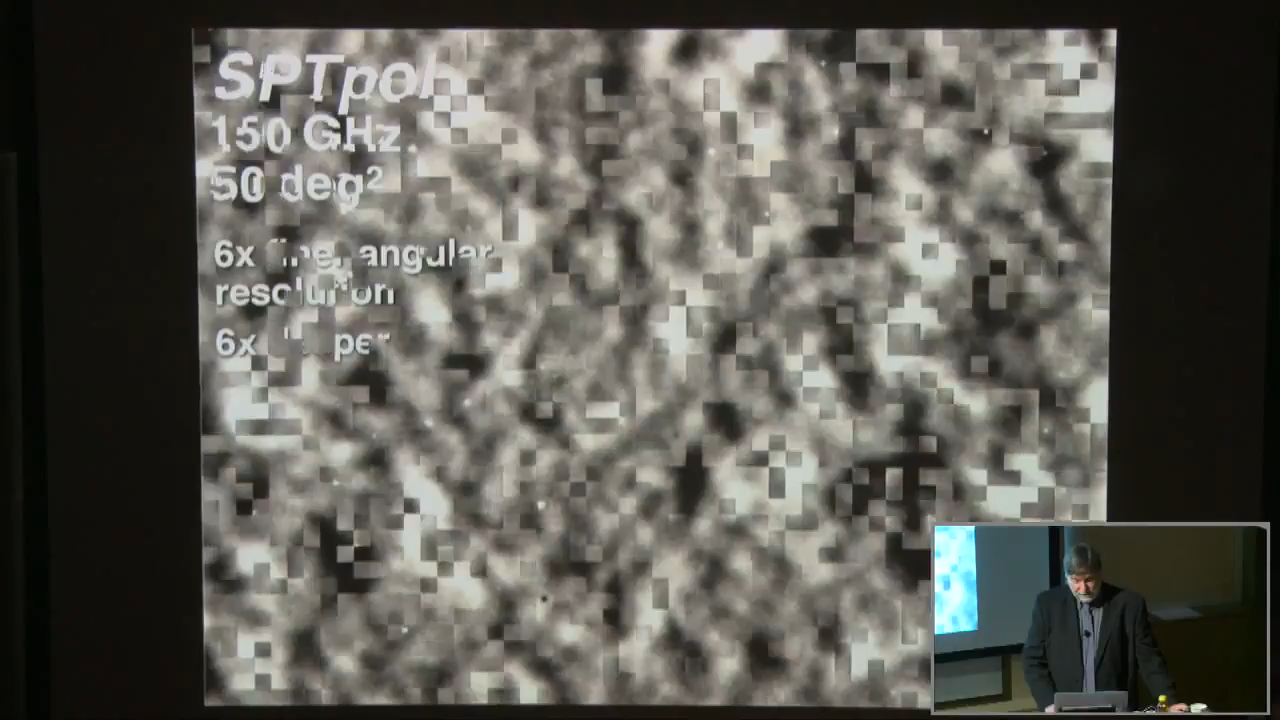 SPTpol
150 GHz
50 deg²
6x angular
resolution
6x